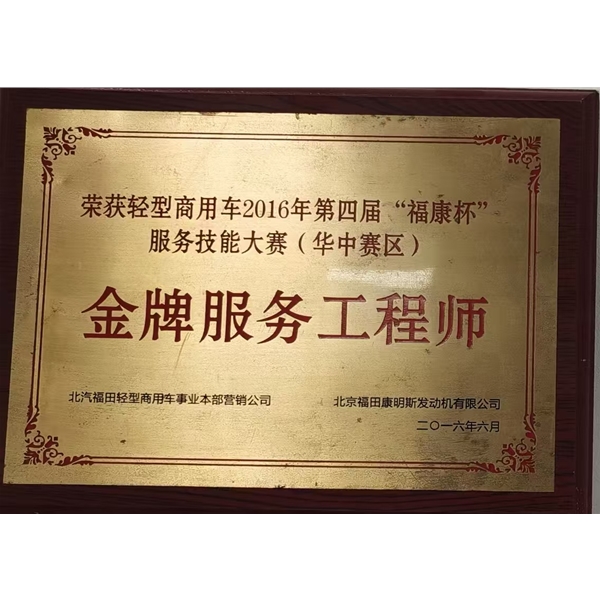 荣获轻型商用车2016年第四届“福康杯”
服务技能大赛（华中赛区）
金牌服务工程师
北汽福田轻型商用车事业本部营销公司
北京福田康明斯发动机有限公司
二〇一六年六月